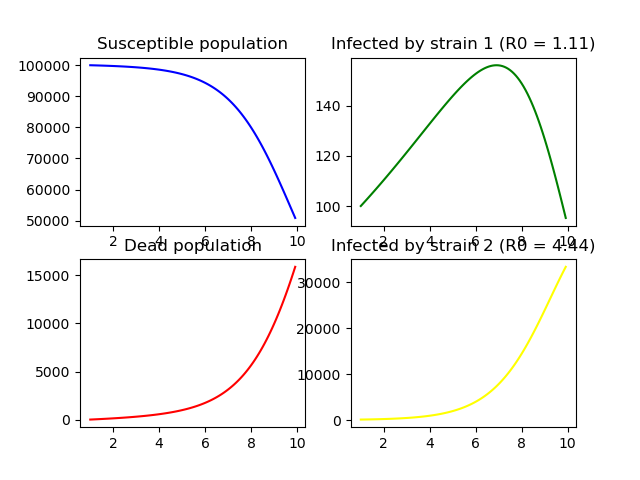 Susceptible population
100000
90000
80000
70000
60000
50000
2 4 6 8 10
Infected by strain 1 (R0 = 1.11)
140
120
100
2 4 6 8 10
Dead population
15000
10000
5000
0
2 4 6 8 10
Infected by strain 2 (R0 = 4.44)
30000
20000
10000
0
2 4 6 8 10